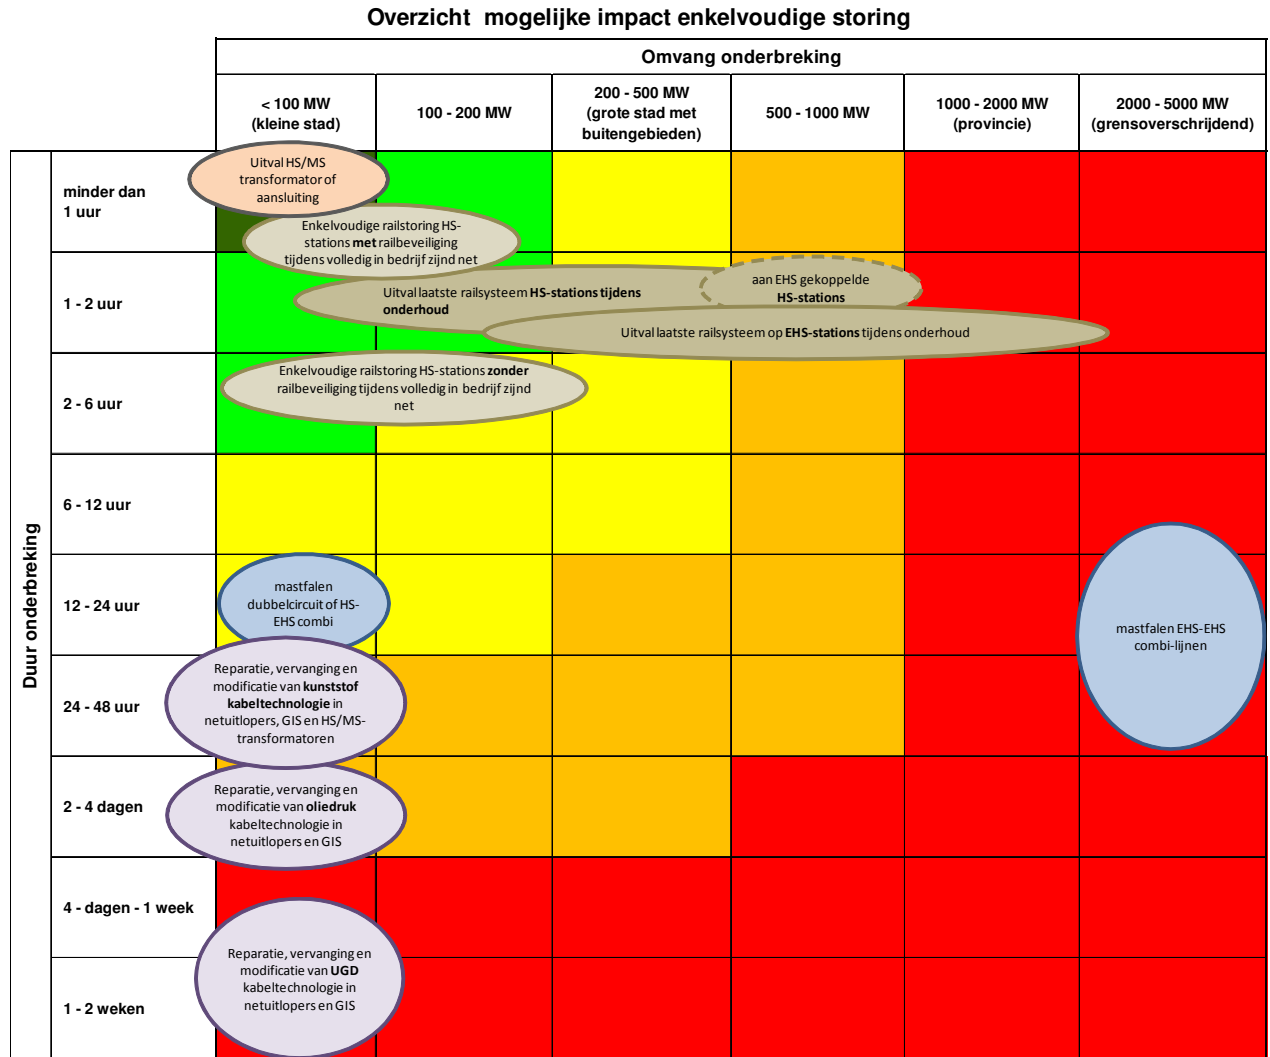 Overzicht mogelijke impact enkelvoudige storing
Omvang onderbreking
< 100 MW
(kleine stad)
100 - 200 MW
200 - 500 MW
(grote stad met
buitengebieden)
500 - 1000 MW
1000 - 2000 MW
(provincie)
2000 - 5000 MW
(grensoverschrijdend)
Duur onderbreking
minder dan
1 uur
Uitval HS/MS
transformator of
aansluiting
Enkelvoudige railstoring HS-
stations met railbeveiliging
tijdens volledig in bedrijf zijnd net
1 - 2 uur
Uitval laatste railsysteem HS-stations tijdens
onderhoud
aan EHS gekoppelde
HS-stations
Uitval laatste railsysteem op EHS-stations tijdens onderhoud
2 - 6 uur
Enkelvoudige railstoring HS-stations zonder
railbeveiliging tijdens volledig in bedrijf zijnd
net
6 - 12 uur
12 - 24 uur
mastfalen
dubbelcircuit of HS-
EHS combi
mastfalen EHS-EHS
combi-lijnen
24 - 48 uur
Reparatie, vervanging en
modificatie van kunststof
kabeltechnologie in
netuitlopers, GIS en HS/MS-
transformatoren
2 - 4 dagen
Reparatie, vervanging en
modificatie van oliedruk
kabeltechnologie in
netuitlopers en GIS
4 - dagen - 1 week
1 - 2 weken
Reparatie, vervanging en
modificatie van UGD
kabeltechnologie in
netuitlopers en GIS